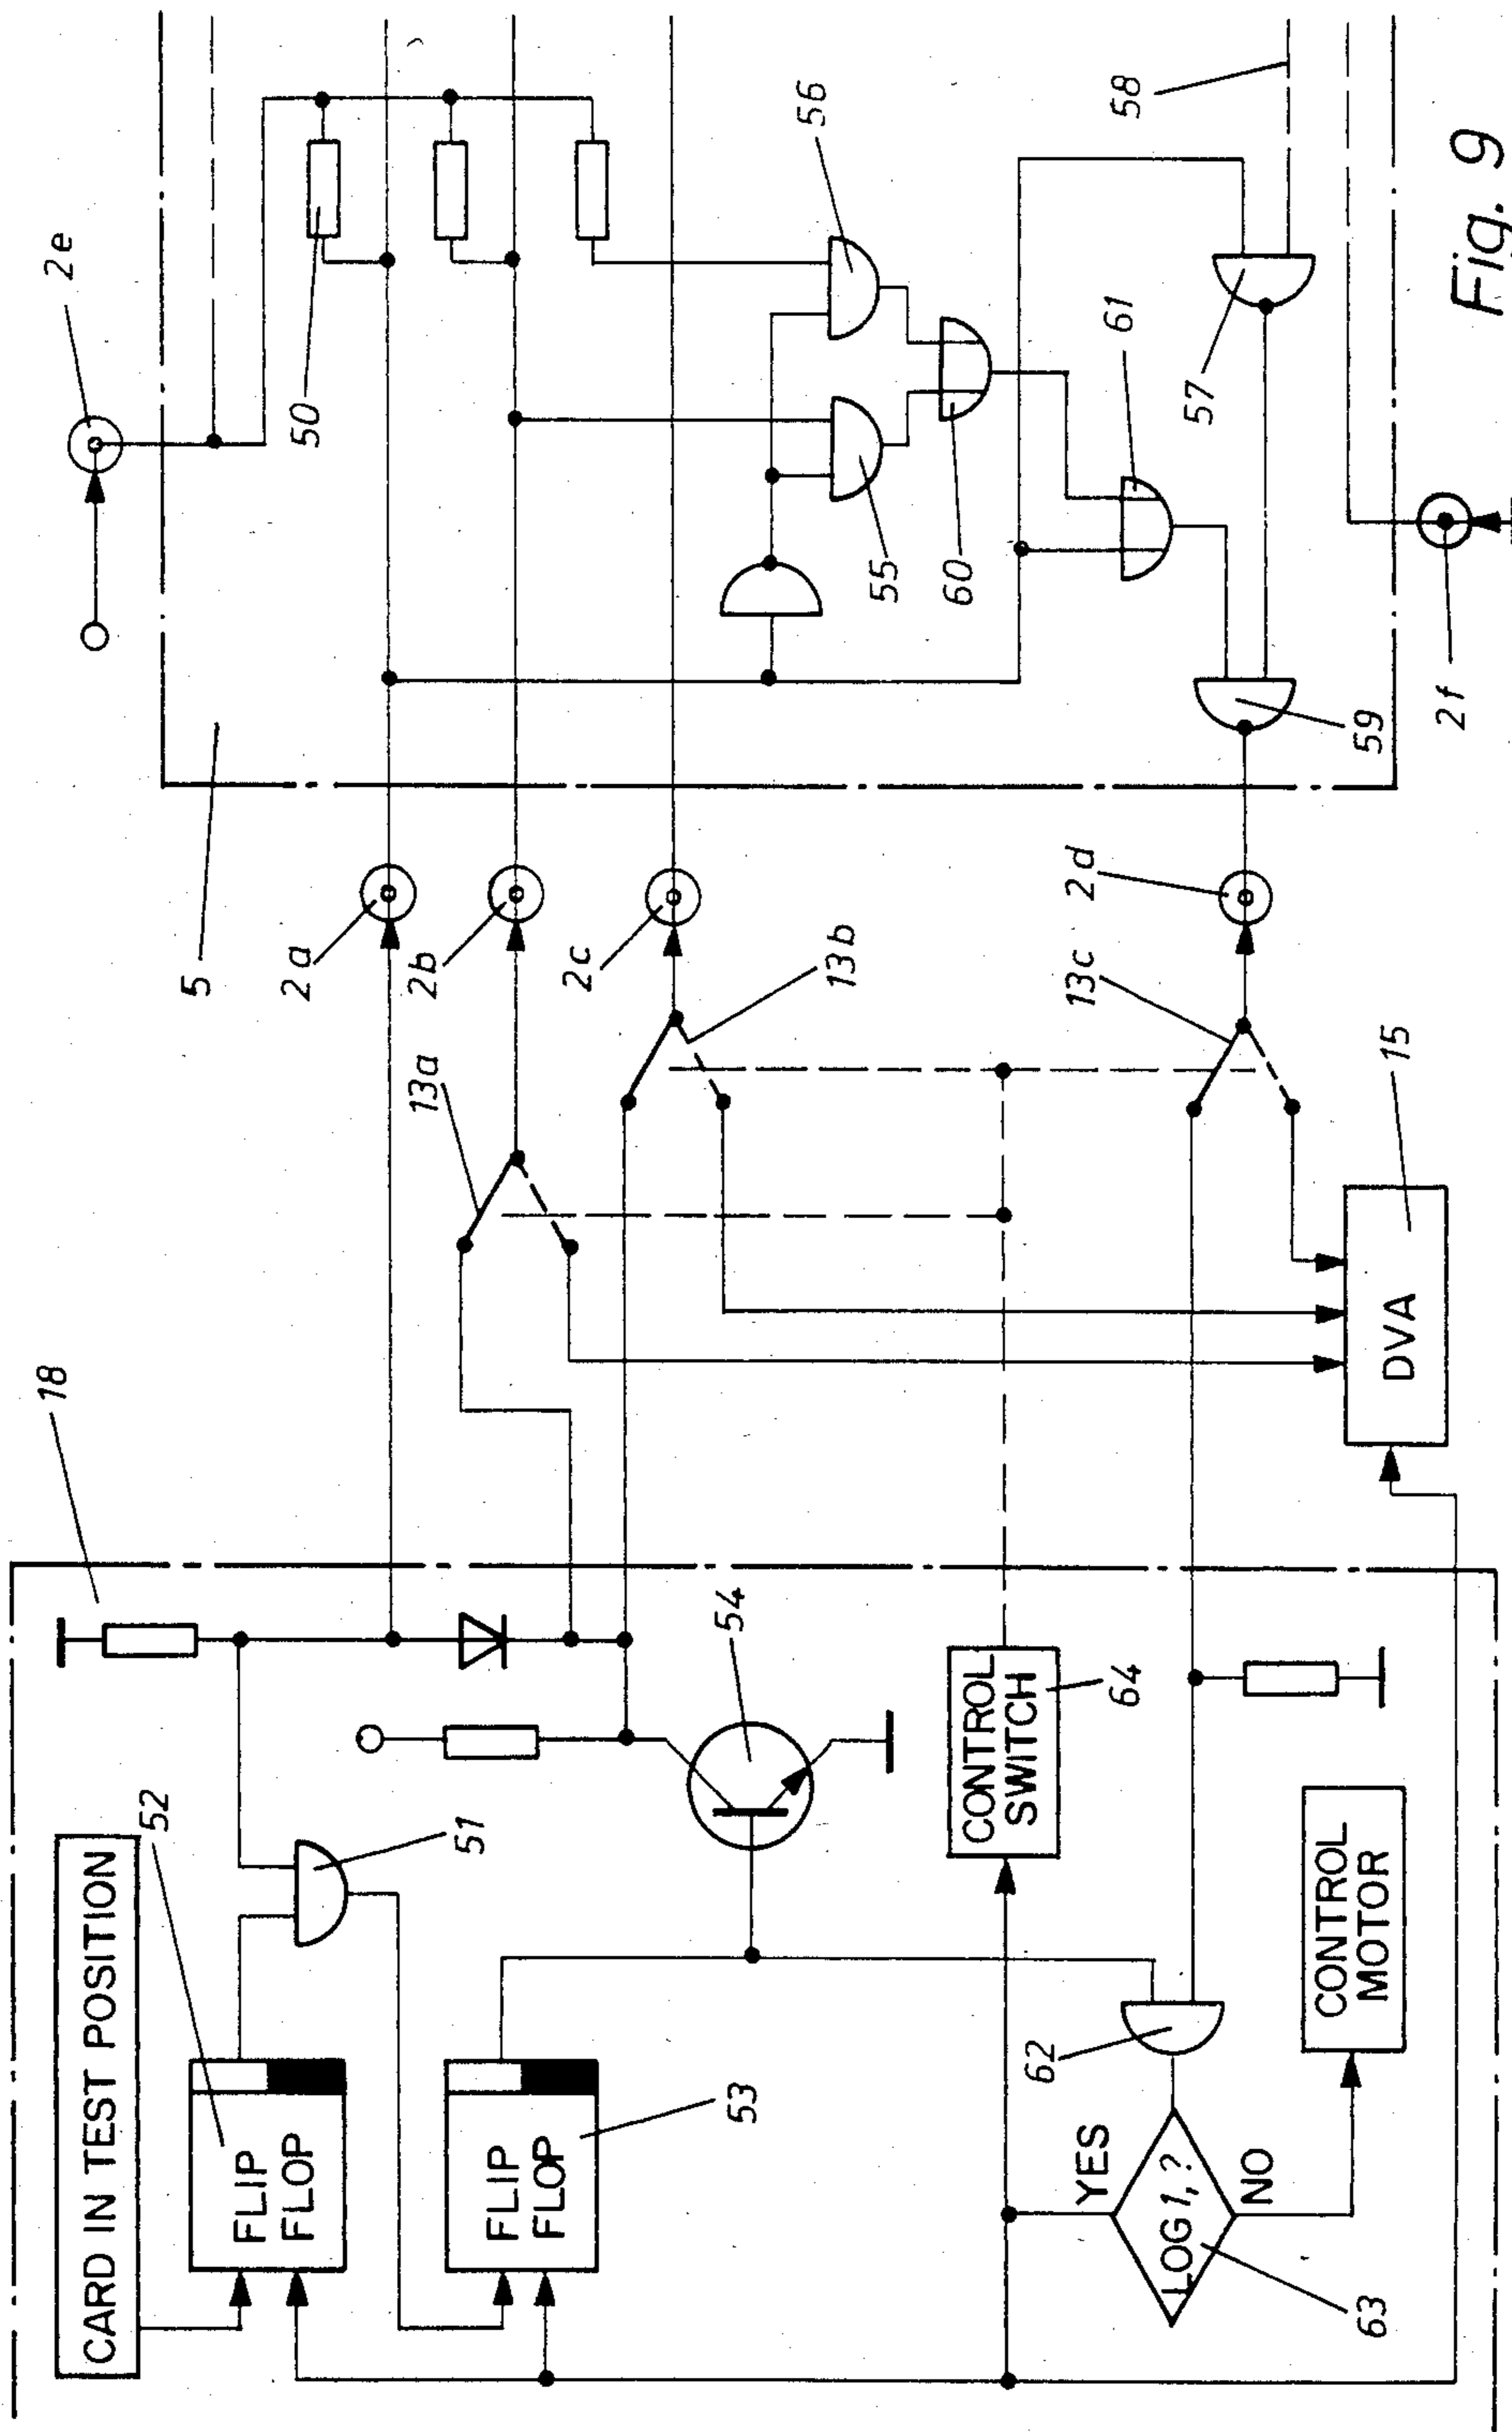 CARD IN TEST POSITION
52
18
FLIP
FLOP
51
FLIP
FLOP
53
54
CONTROL
SWITCH
64
62
YES
LOG 1, ?
NO
63
CONTROL
MOTOR
13a
13b
13c
DVA
15
5
2a
2b
2c
2d
2e
50
55
56
60
61
57
58
59
2f
Fig. 9